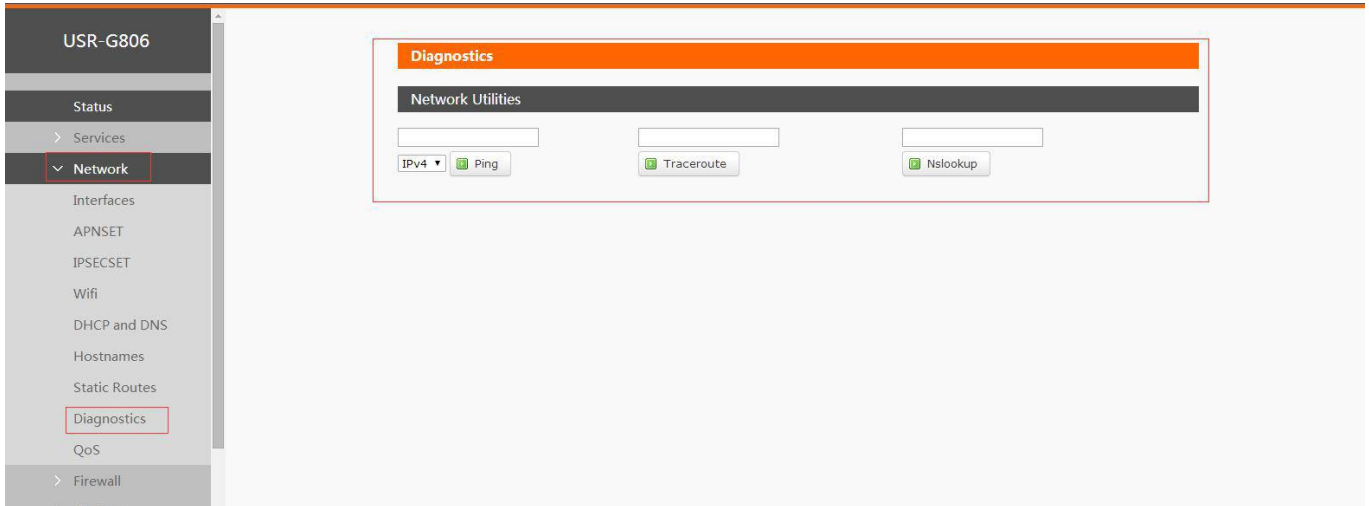 USR-G806
Status
Services
Network
Interfaces
APNSET
IPSECSET
Wifi
DHCP and DNS
Hostnames
Static Routes
Diagnostics
QoS
Firewall
Diagnostics
Network Utilities
IPv4 Ping Traceroute Nslookup